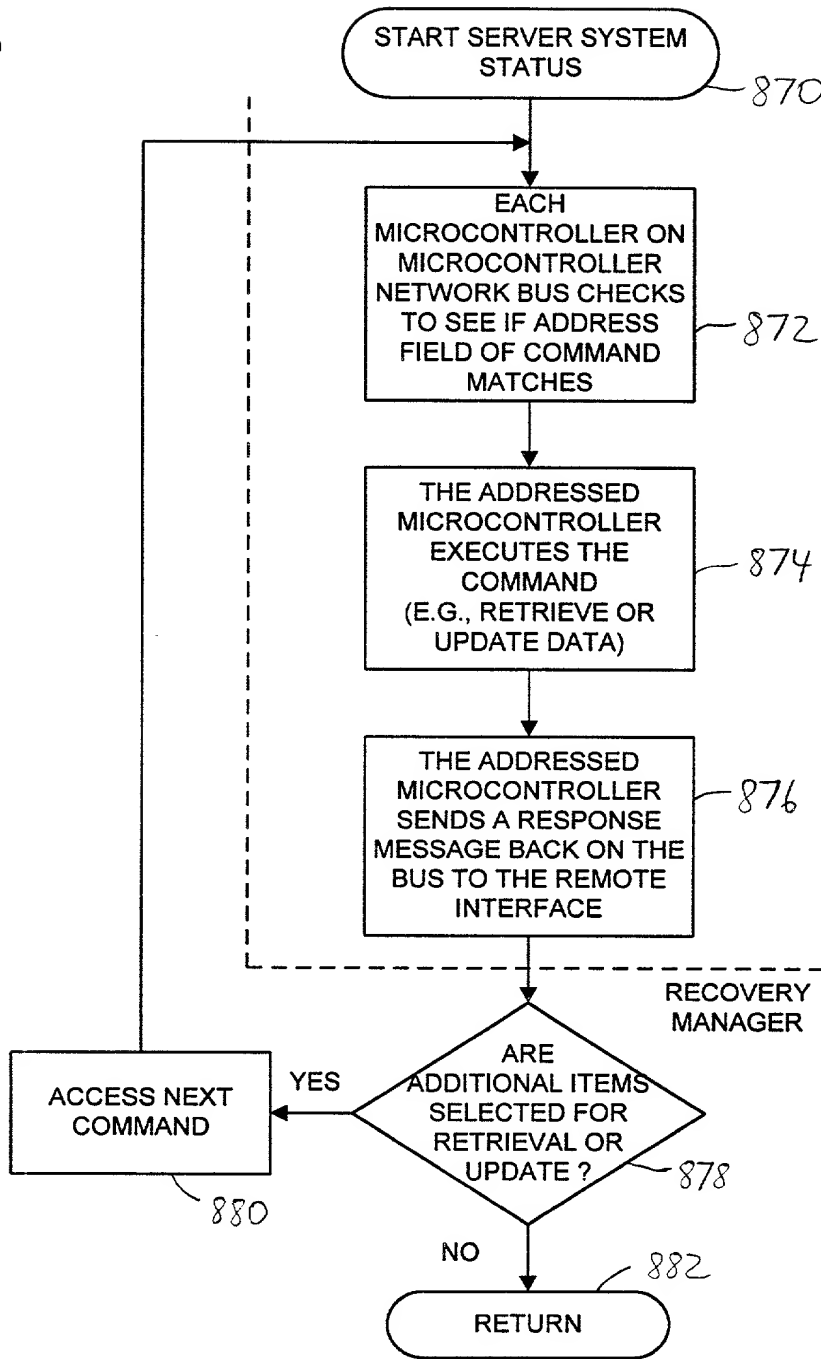 START SERVER SYSTEM
STATUS
870
EACH
MICROCONTROLLER ON
MICROCONTROLLER
NETWORK BUS CHECKS
TO SEE IF ADDRESS
FIELD OF COMMAND
MATCHES
872
THE ADDRESSED
MICROCONTROLLER
EXECUTES THE
COMMAND
(E.G., RETRIEVE OR
UPDATE DATA)
874
THE ADDRESSED
MICROCONTROLLER
SENDS A RESPONSE
MESSAGE BACK ON THE
BUS TO THE REMOTE
INTERFACE
876
RECOVERY
MANAGER
ARE
ADDITIONAL ITEMS
SELECTED FOR
RETRIEVAL OR
UPDATE ?
878
YES
ACCESS NEXT
COMMAND
880
NO
882
RETURN